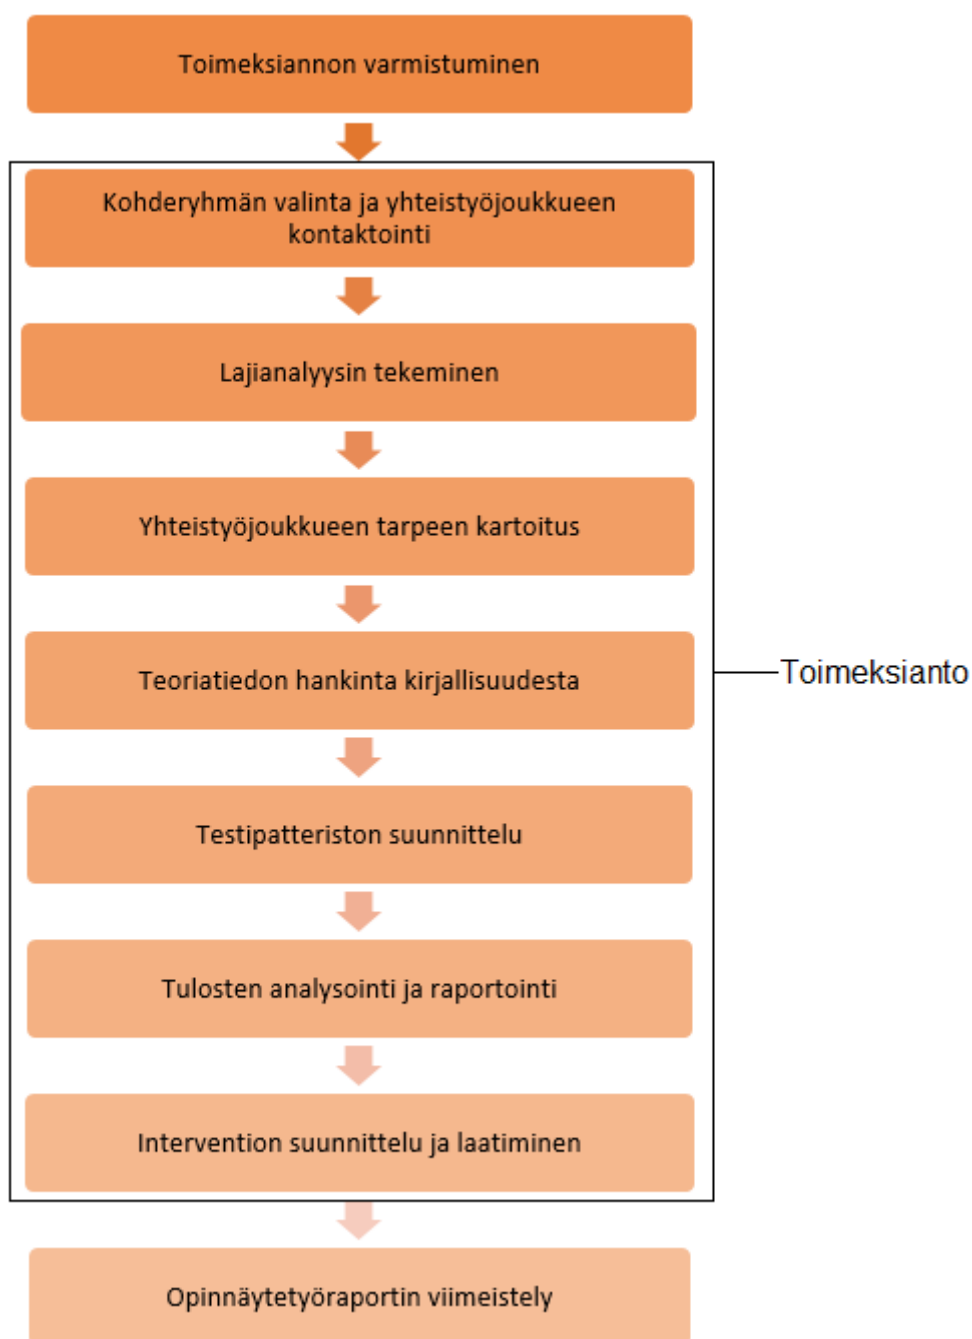 Toimeksiannon varmistuminen
Kohderyhmän valinta ja yhteistyöjoukkueen
kontaktointi
Lajianalyysin tekeminen
Yhteistyöjoukkueen tarpeen kartoitus
Teoriatiedon hankinta kirjallisuudesta
Toimeksianto
Testipatteriston suunnittelu
Tulosten analysointi ja raportointi
Intervention suunnittelu ja laatiminen
Opinnäytetyöraportin viimeistely